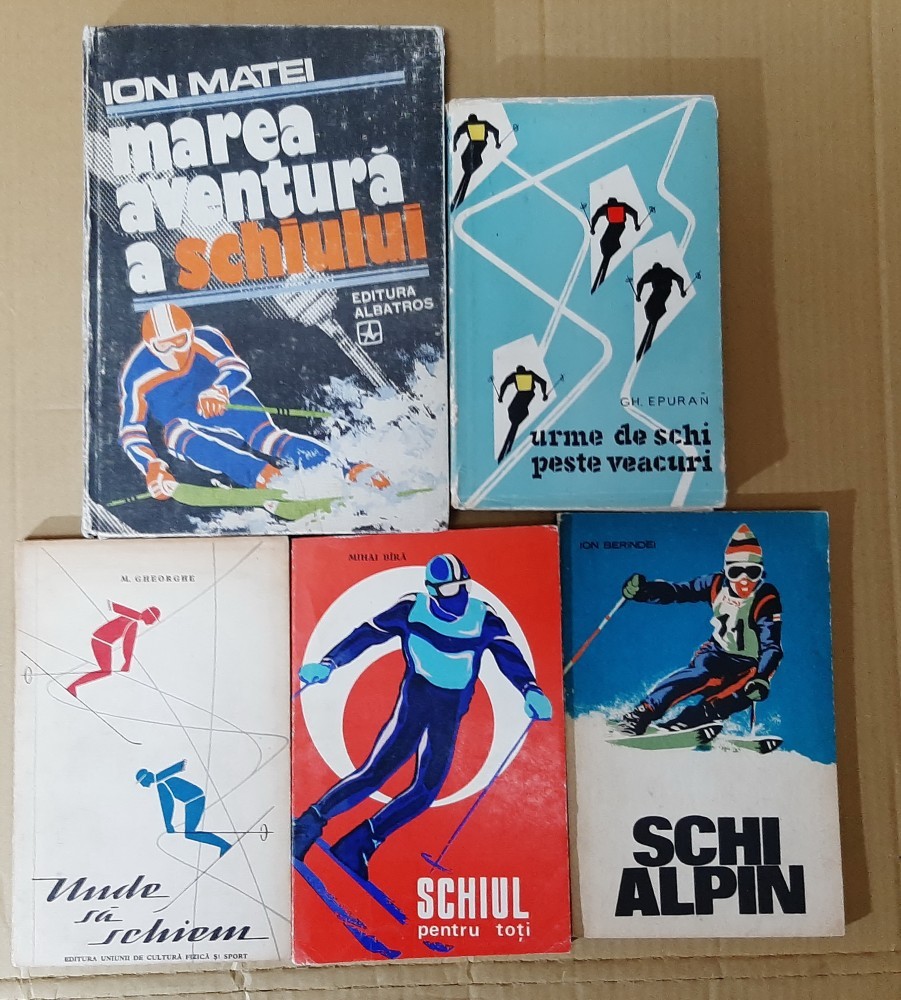 ION MATEI
marea
aventură
a schiului
EDITURA
ALBATROS
GH. EPURAN
urme de schi
peste veacuri
M. GHEORGHE
Unde
să
schiem
EDITURA UNIUNII DE CULTURĂ FIZICĂ ȘI SPORT
MIHAI BÎRĂ
SCHIUL
pentru toți
ION BERINDEI
11
SCHI
ALPIN